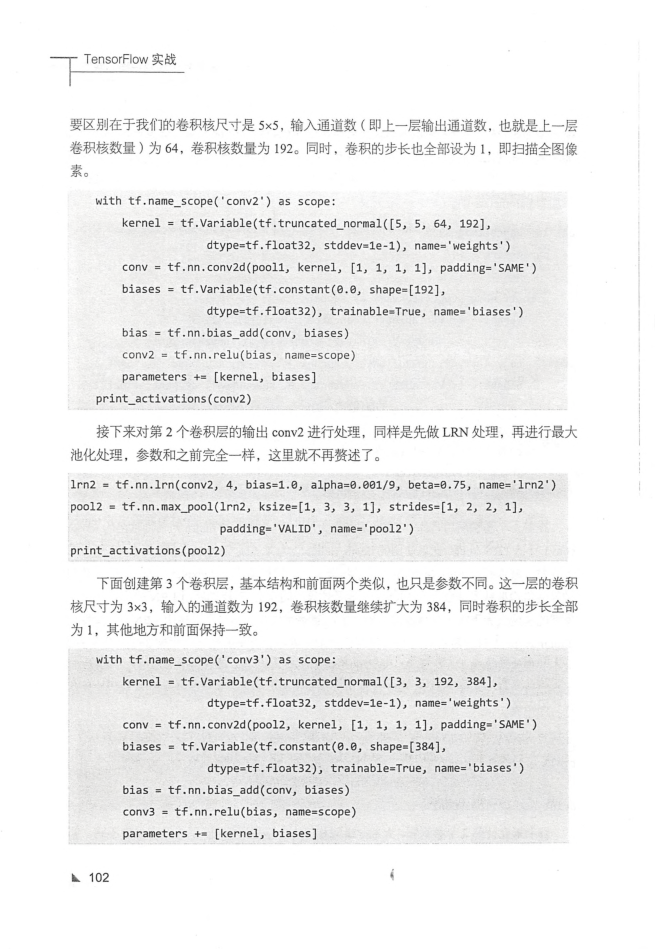 TensorFlow 实战
要区别在于我们的卷积核尺寸是 5×5，输入通道数（即上一层输出通道数，也就是上一层
卷积核数量）为 64，卷积核数量为 192。同时，卷积的步长也全部设为 1，即扫描全图像
素。
with tf.name_scope('conv2') as scope:
kernel = tf.Variable(tf.truncated_normal([5, 5, 64, 192],
dtype=tf.float32, stddev=1e-1), name='weights')
conv = tf.nn.conv2d(pool1, kernel, [1, 1, 1, 1], padding='SAME')
biases = tf.Variable(tf.constant(0.0, shape=[192],
dtype=tf.float32), trainable=True, name='biases')
bias = tf.nn.bias_add(conv, biases)
conv2 = tf.nn.relu(bias, name=scope)
parameters += [kernel, biases]
print_activations(conv2)
接下来对第 2 个卷积层的输出 conv2 进行处理，同样是先做 LRN 处理，再进行最大
池化处理，参数和之前完全一样，这里就不再赘述了。
lrn2 = tf.nn.lrn(conv2, 4, bias=1.0, alpha=0.001/9, beta=0.75, name='lrn2')
pool2 = tf.nn.max_pool(lrn2, ksize=[1, 3, 3, 1], strides=[1, 2, 2, 1],
padding='VALID', name='pool2')
print_activations(pool2)
下面创建第 3 个卷积层，基本结构和前面两个类似，也只是参数不同。这一层的卷积
核尺寸为 3×3，输入的通道数为 192，卷积核数量继续扩大为 384，同时卷积的步长全部
为 1，其他地方和前面保持一致。
with tf.name_scope('conv3') as scope:
kernel = tf.Variable(tf.truncated_normal([3, 3, 192, 384],
dtype=tf.float32, stddev=1e-1), name='weights')
conv = tf.nn.conv2d(pool2, kernel, [1, 1, 1, 1], padding='SAME')
biases = tf.Variable(tf.constant(0.0, shape=[384],
dtype=tf.float32), trainable=True, name='biases')
bias = tf.nn.bias_add(conv, biases)
conv3 = tf.nn.relu(bias, name=scope)
parameters += [kernel, biases]
102